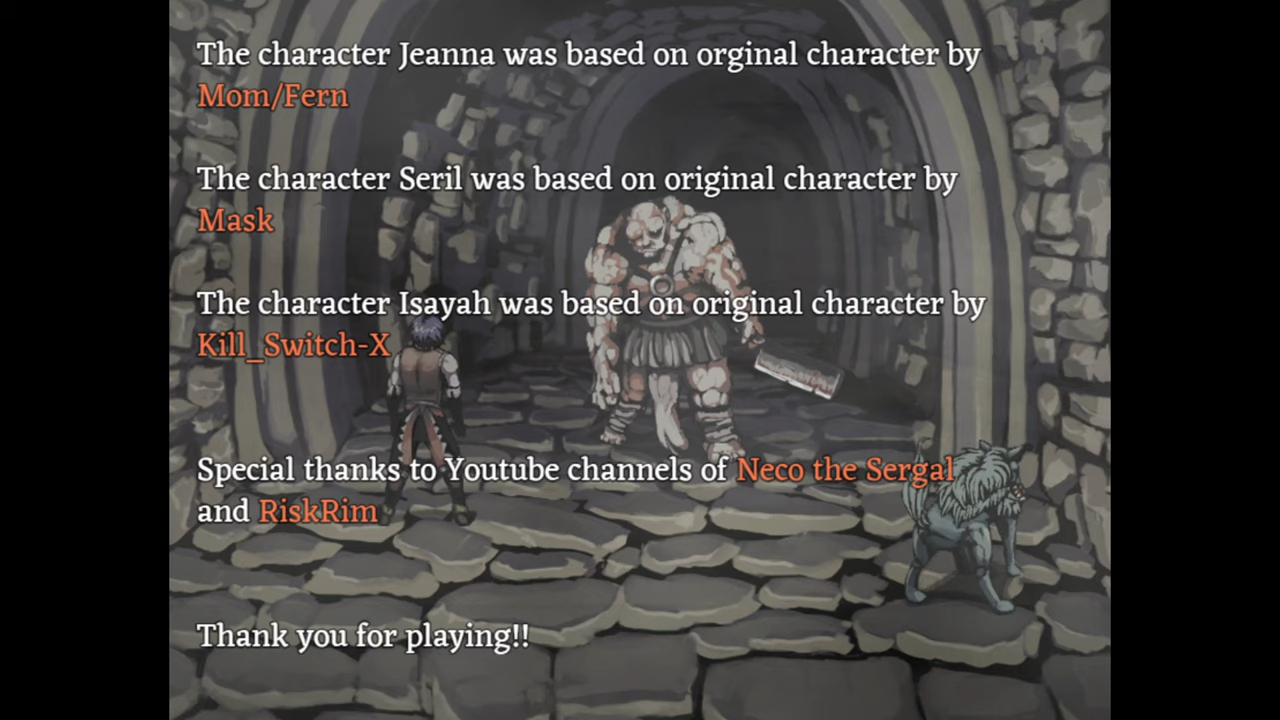 The character Jeanna was based on orginal character by
Mom/Fern
The character Seril was based on original character by
Mask
The character Isayah was based on original character by
Kill_Switch-X
Special thanks to Youtube channels of Neco the Sergal
and RiskRim
Thank you for playing!!